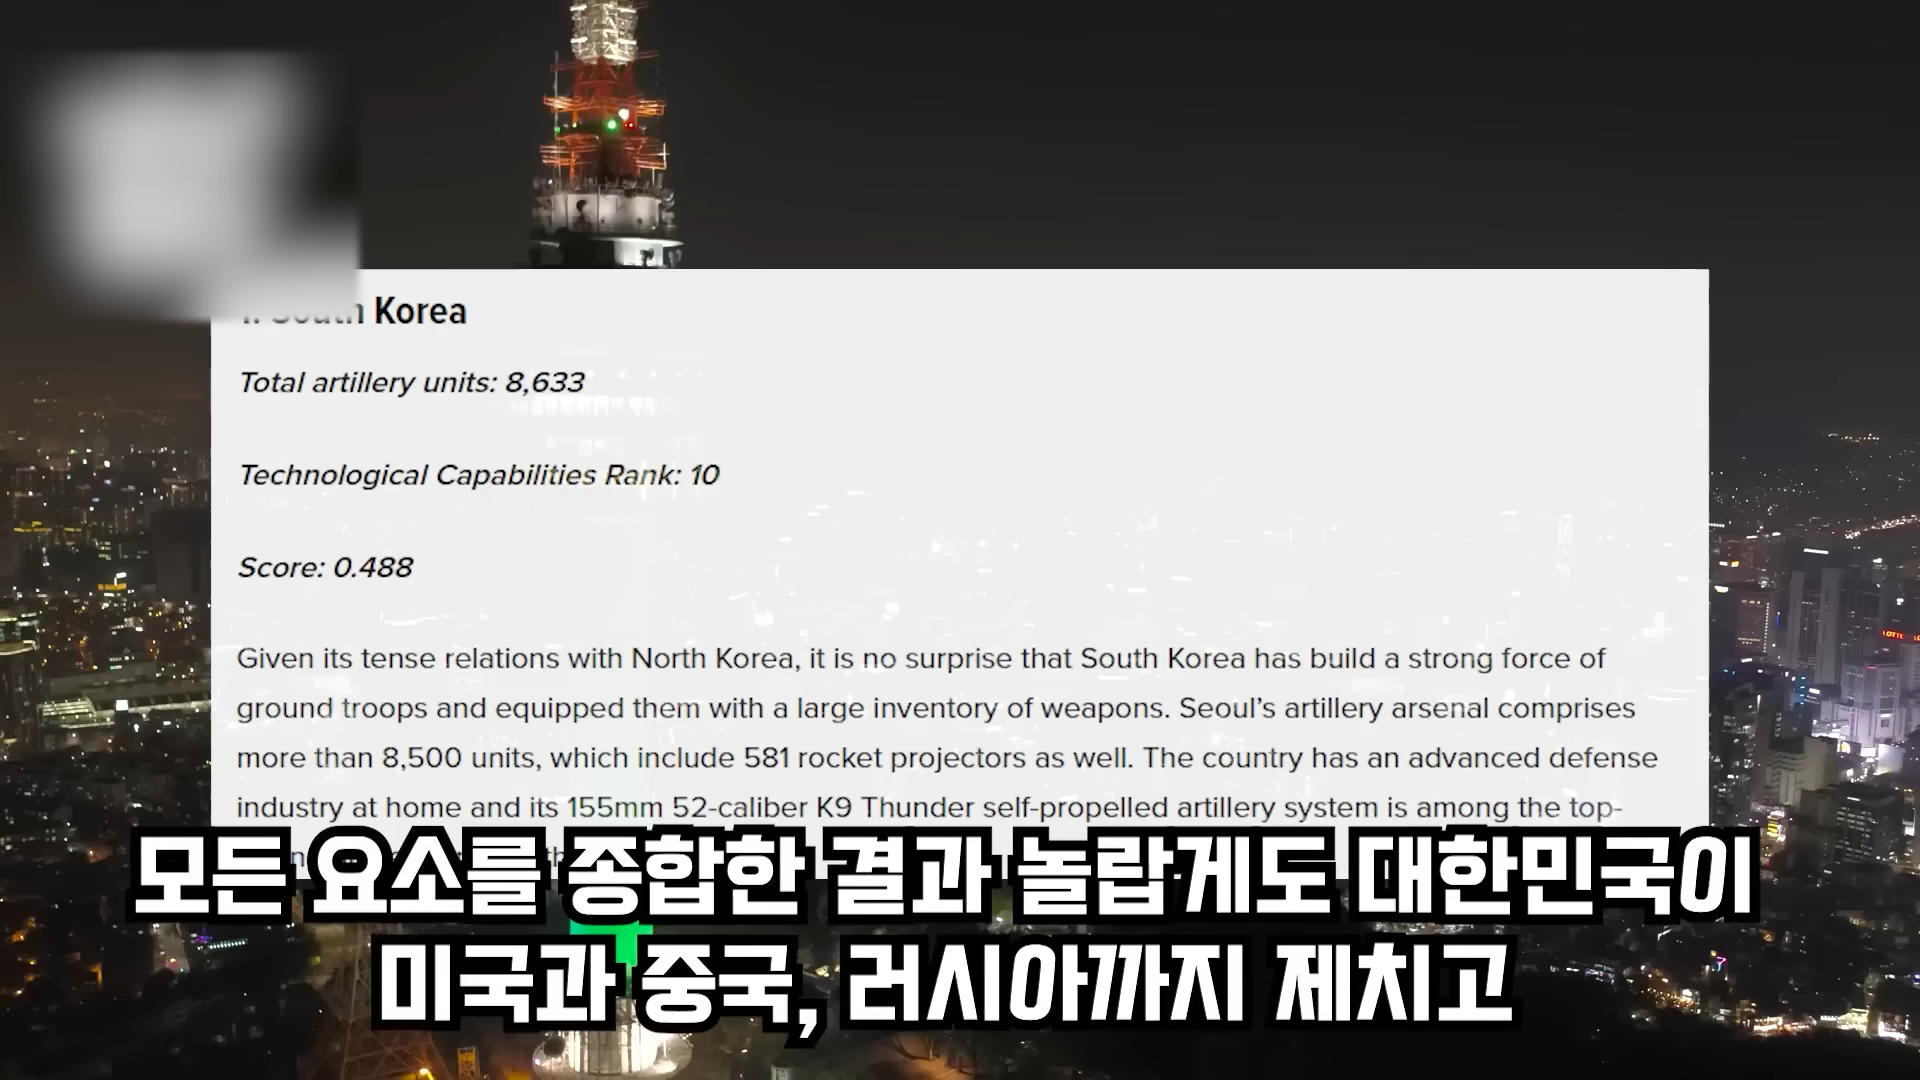 South Korea
Total artillery units: 8,633
Technological Capabilities Rank: 10
Score: 0.488
Given its tense relations with North Korea, it is no surprise that South Korea has build a strong force of
ground troops and equipped them with a large inventory of weapons. Seoul's artillery arsenal comprises
more than 8,500 units, which include 581 rocket projectors as well. The country has an advanced defense
industry at home and its 155mm 52-caliber K9 Thunder self-propelled artillery system is among the top-
LOTTE
모든 요소를 종합한 결과 놀랍게도 대한민국이
미국과 중국, 러시아까지 제치고